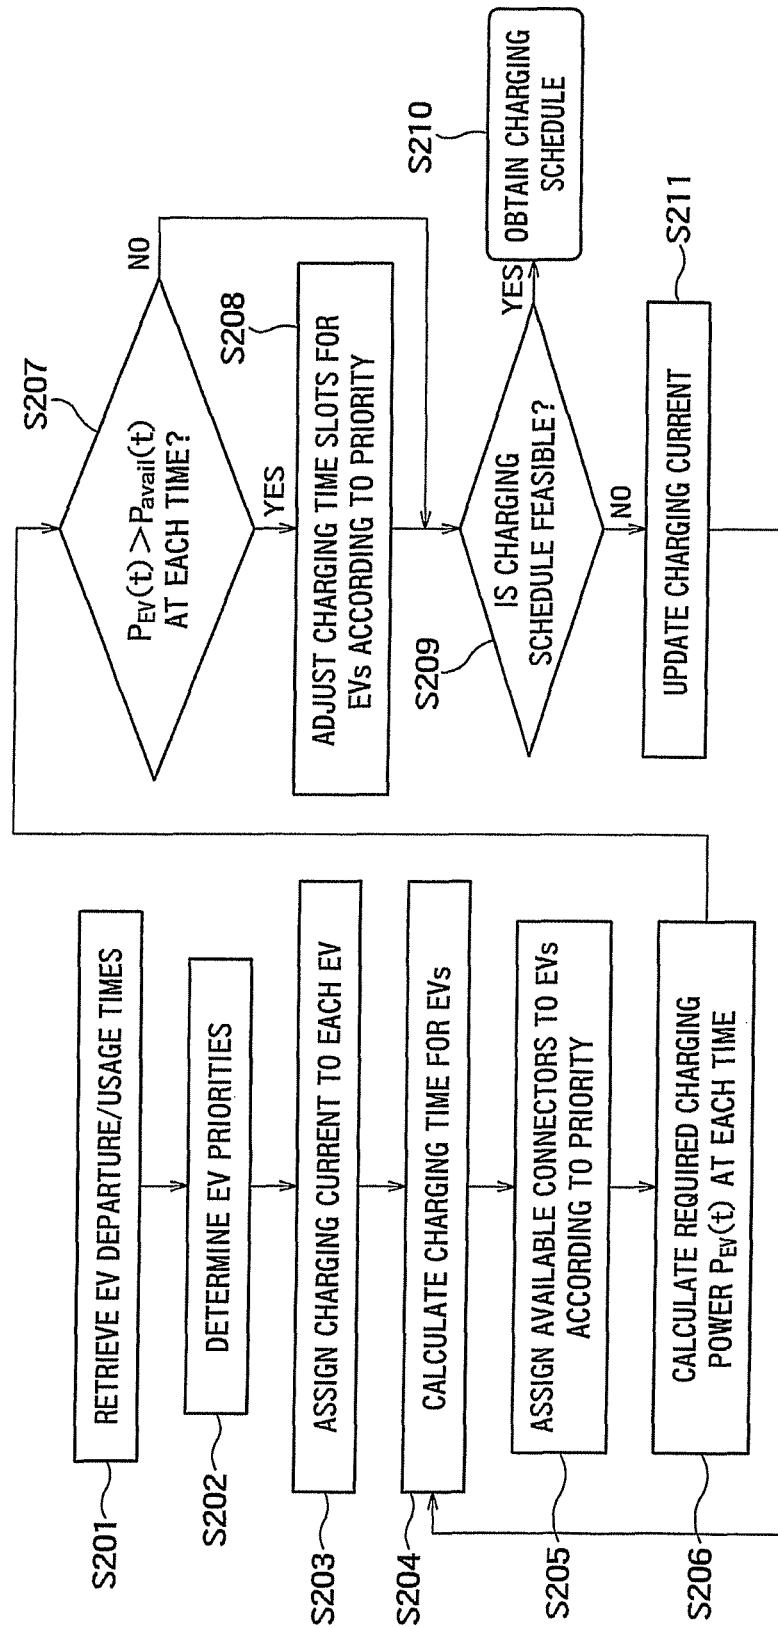 S201
RETRIEVE EV DEPARTURE/USAGE TIMES
S202
DETERMINE EV PRIORITIES
S203
ASSIGN CHARGING CURRENT TO EACH EV
S204
CALCULATE CHARGING TIME FOR EVs
S205
ASSIGN AVAILABLE CONNECTORS TO EVs
ACCORDING TO PRIORITY
S206
CALCULATE REQUIRED CHARGING
POWER PEV(t) AT EACH TIME
S207
PEV(t) >Pavail(t)
AT EACH TIME?
NO
YES
S208
ADJUST CHARGING TIME SLOTS FOR
EVs ACCORDING TO PRIORITY
S209
IS CHARGING
SCHEDULE FEASIBLE?
YES
NO
S210
OBTAIN CHARGING
SCHEDULE
S211
UPDATE CHARGING CURRENT